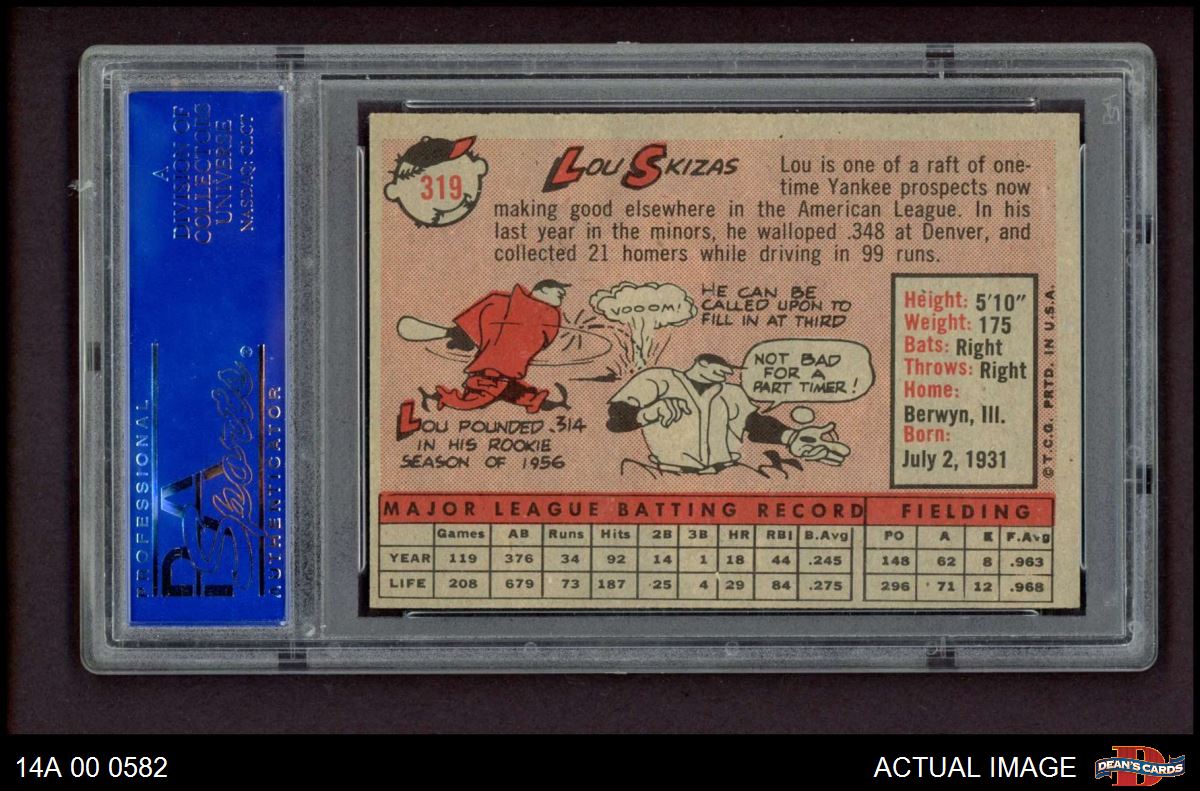 A
DIVISION OF
COLLECTORS
UNIVERSE
NASDAQ: CLCT
PROFESSIONAL
PSA
Sports
AUTHENTICATOR
319
LOU SKIZAS
Lou is one of a raft of one-
time Yankee prospects now
making good elsewhere in the American League. In his
last year in the minors, he walloped .348 at Denver, and
collected 21 homers while driving in 99 runs.
LOU POUNDED .314
IN HIS ROOKIE
SEASON OF 1956
VOOOM!
HE CAN BE
CALLED UPON TO
FILL IN AT THIRD
NOT BAD
FOR A
PART TIMER!
Height: 5'10"
Weight: 175
Bats: Right
Throws: Right
Home:
Berwyn, Ill.
Born:
July 2, 1931
©T.C.G. PRTD. IN U.S.A.
MAJOR LEAGUE BATTING RECORD FIELDING
Games AB Runs Hits 2B 3B HR RBI B.Avg PO A E F.Avg
YEAR 119 376 34 92 14 1 18 44 .245 148 62 8 .963
LIFE 208 679 73 187 25 4 29 84 .275 296 71 12 .968
14A 00 0582
ACTUAL IMAGE
DEAN'S CARDS